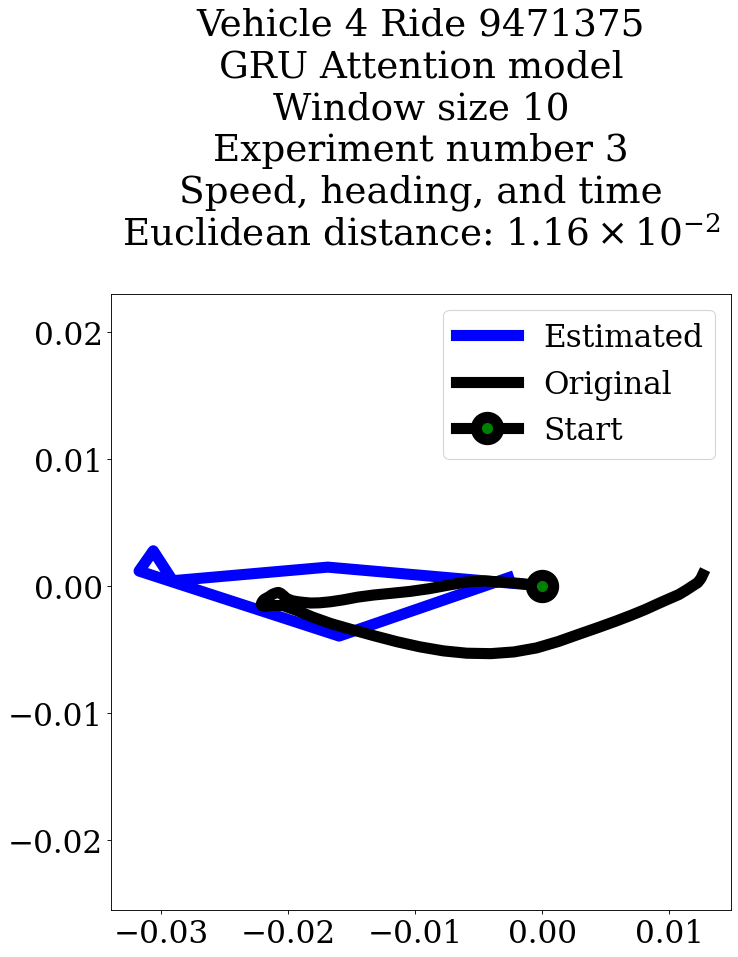 Vehicle 4 Ride 9471375
GRU Attention model
Window size 10
Experiment number 3
Speed, heading, and time
Euclidean distance: 1.16 × 10⁻²
Estimated
Original
Start
0.02
0.01
0.00
−0.01
−0.02
−0.03 −0.02 −0.01 0.00 0.01